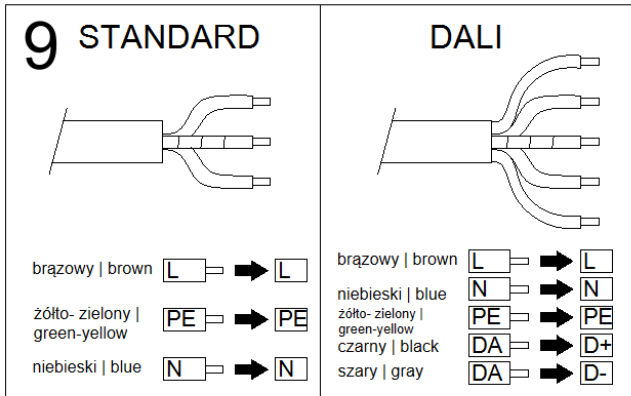 9 STANDARD
brązowy | brown L L
żółto- zielony |
green-yellow PE PE
niebieski | blue N N
DALI
brązowy | brown L L
niebieski | blue N N
żółto- zielony |
green-yellow PE PE
czarny | black DA D+
szary | gray DA D-